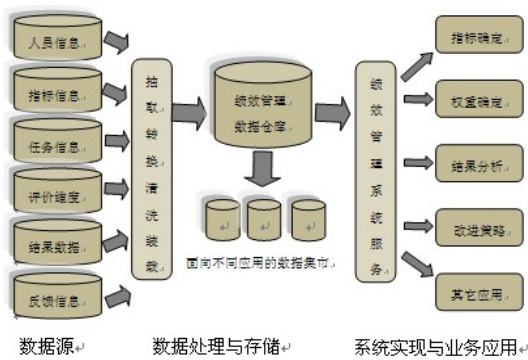 人员信息
指标信息
任务信息
评价维度
结果数据
反馈信息
抽取转换清洗装载
绩效管理
数据仓库
面向不同应用的数据集市
绩效管理系统服务
指标确定
权重确定
结果分析
改进策略
其它应用
数据源
数据处理与存储
系统实现与业务应用